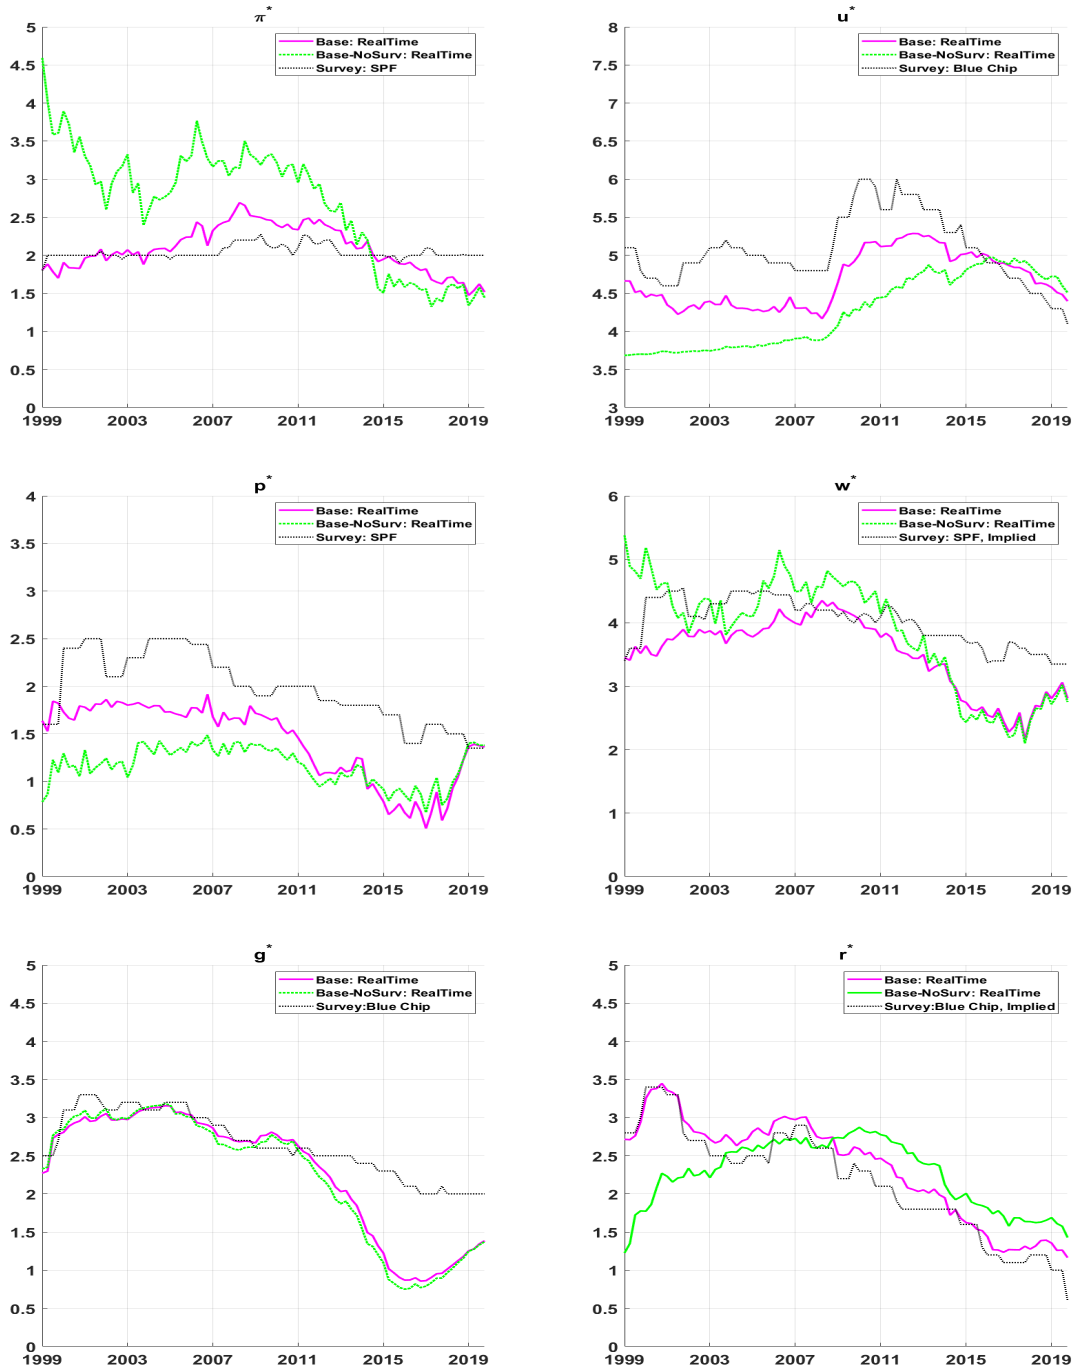 π*
5
4.5
4
3.5
3
2.5
2
1.5
1
0.5
0
1999 2003 2007 2011 2015 2019
Base: RealTime
Base-NoSurv: RealTime
Survey: SPF
u*
8
7.5
7
6.5
6
5.5
5
4.5
4
3.5
3
1999 2003 2007 2011 2015 2019
Base: RealTime
Base-NoSurv: RealTime
Survey: Blue Chip
p*
4
3.5
3
2.5
2
1.5
1
0.5
0
1999 2003 2007 2011 2015 2019
Base: RealTime
Base-NoSurv: RealTime
Survey: SPF
w*
6
5
4
3
2
1
0
1999 2003 2007 2011 2015 2019
Base: RealTime
Base-NoSurv: RealTime
Survey: SPF, Implied
g*
5
4.5
4
3.5
3
2.5
2
1.5
1
0.5
0
1999 2003 2007 2011 2015 2019
Base: RealTime
Base-NoSurv: RealTime
Survey:Blue Chip
r*
5
4.5
4
3.5
3
2.5
2
1.5
1
0.5
0
1999 2003 2007 2011 2015 2019
Base: RealTime
Base-NoSurv: RealTime
Survey:Blue Chip, Implied